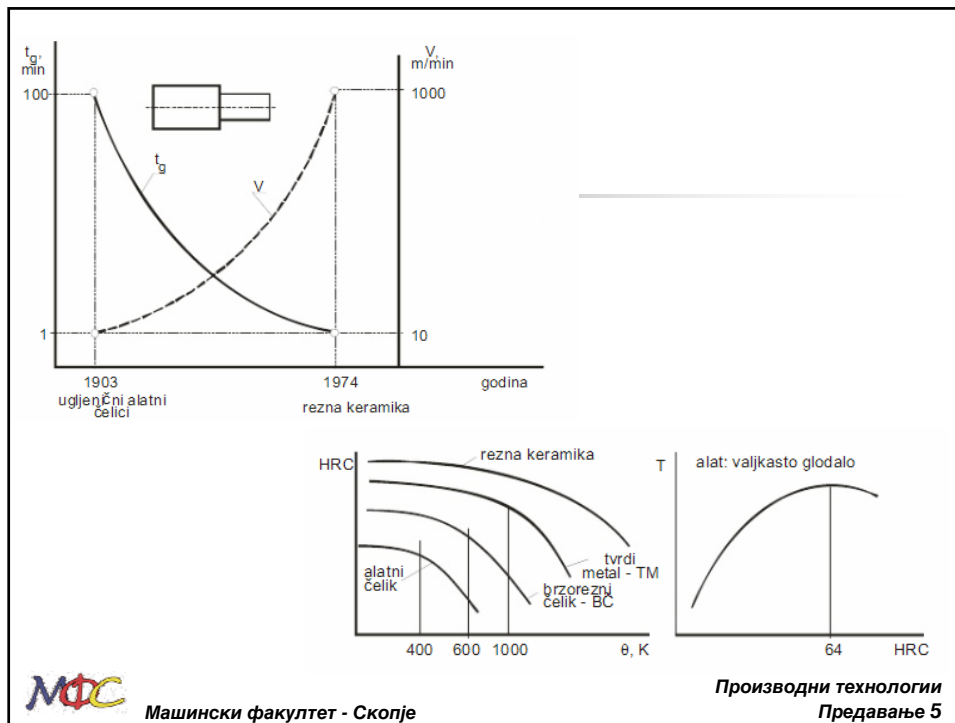 t_g,
min
V,
m/min
100
1000
t_g
V
1
10
1903
1974
godina
ugljenični alatni
čelici
rezna keramika
HRC
rezna keramika
alatni
čelik
tvrdi
metal - TM
brzorezni
čelik - BČ
400
600
1000
θ, K
T
alat: valjkasto glodalo
64
HRC
МФС
Машински факултет - Скопје
Производни технологии
Предавање 5